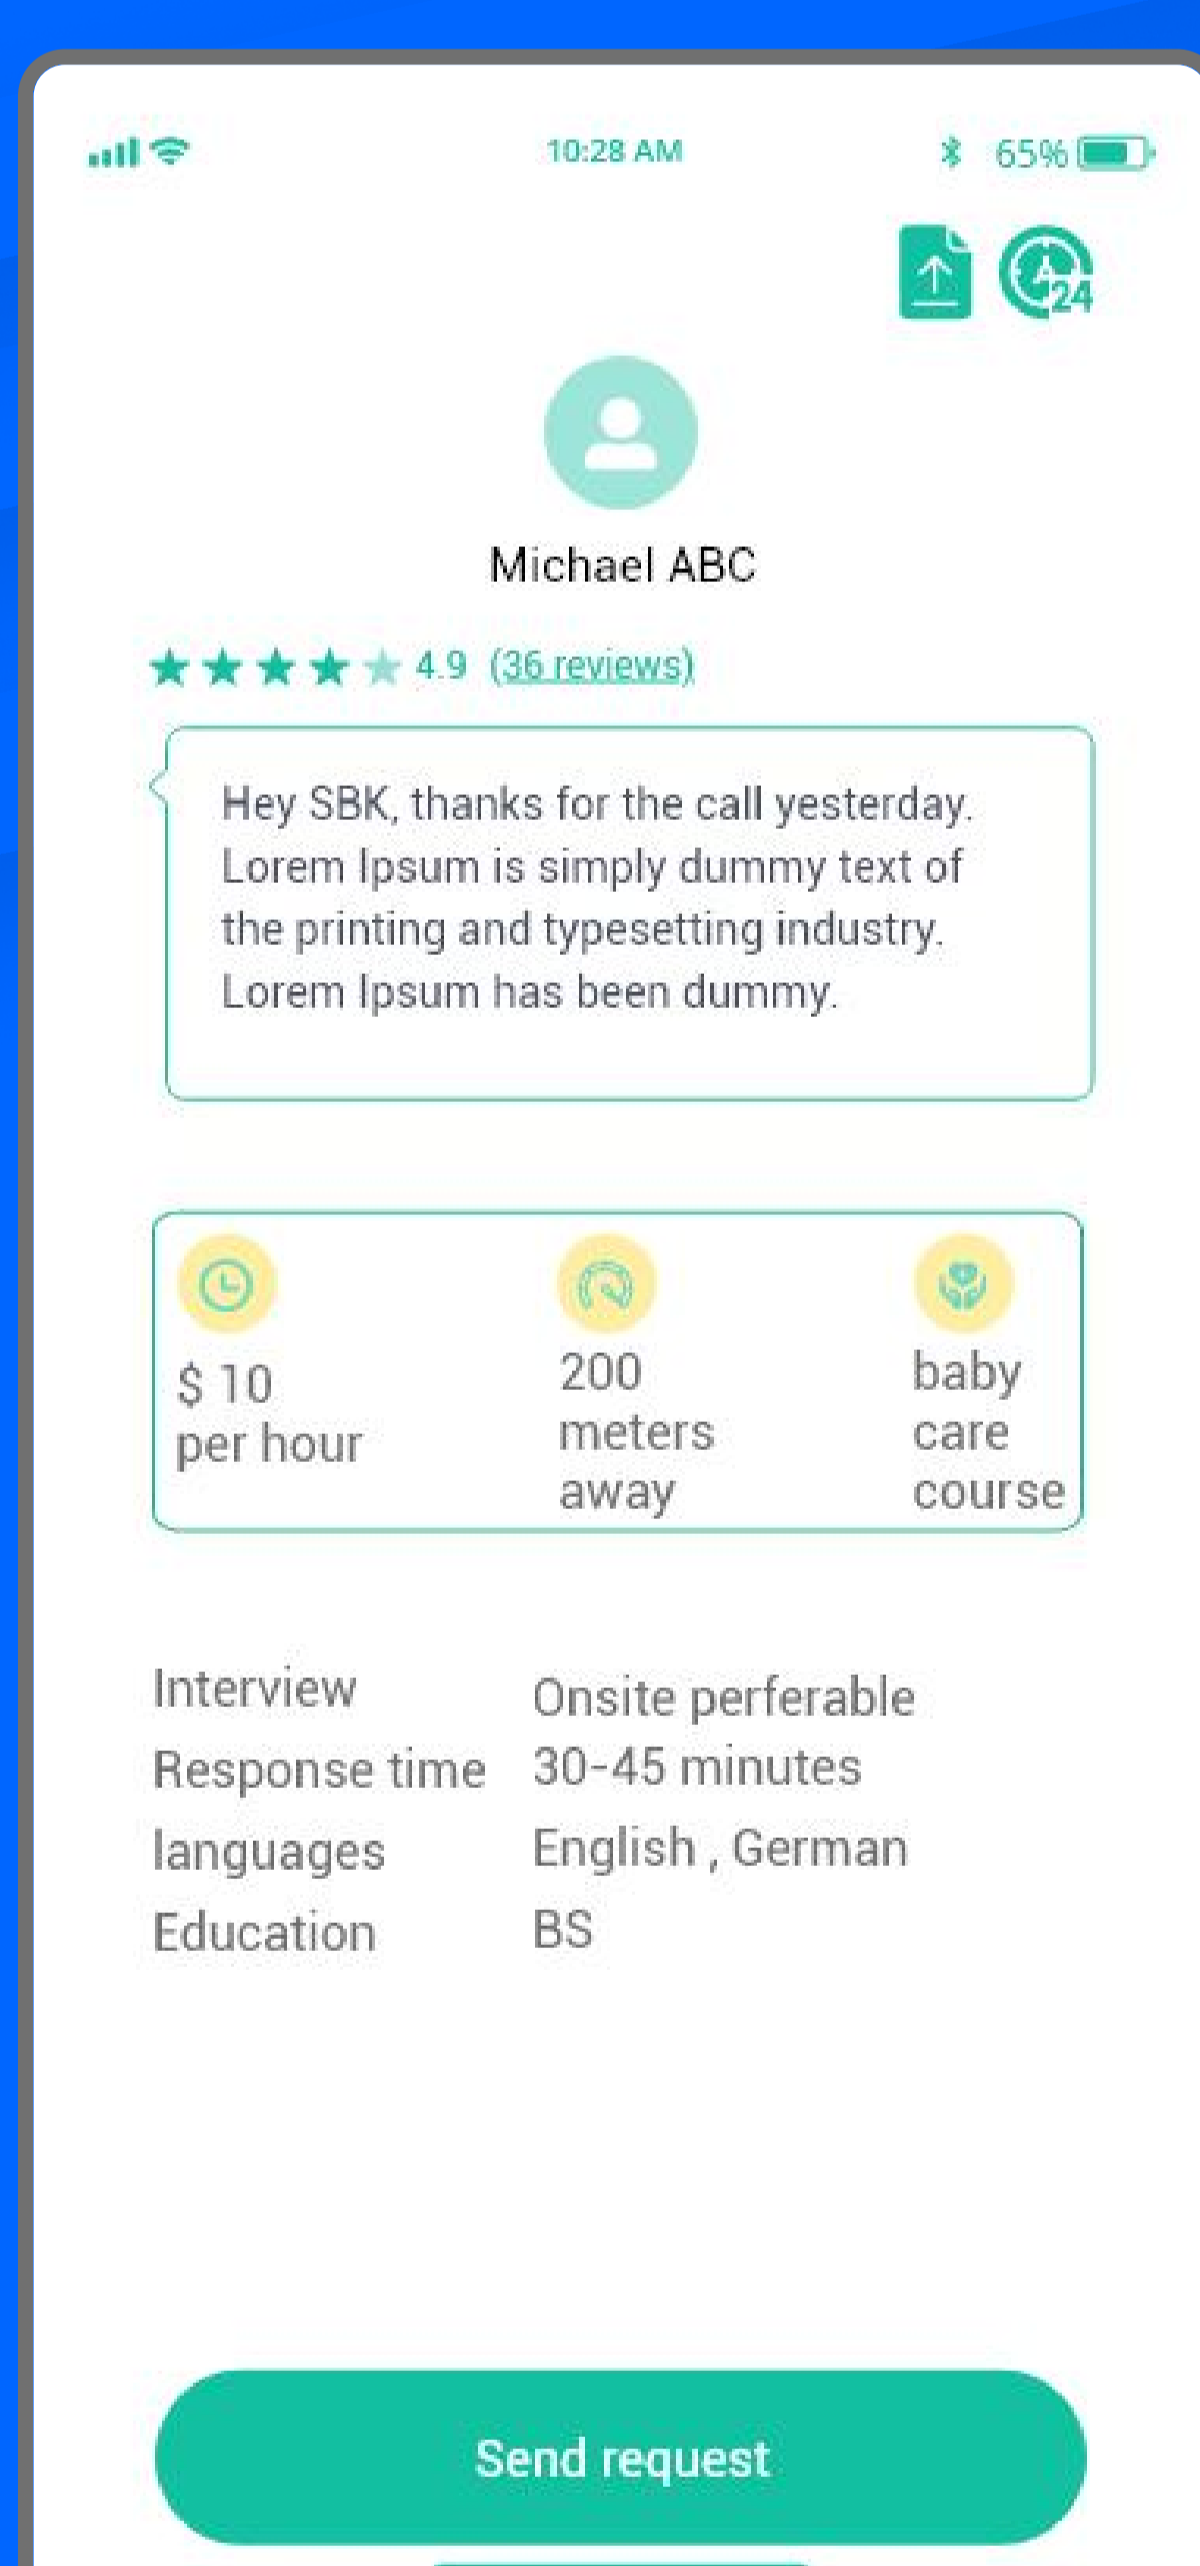 10:28 AM
65%
24
Michael ABC
4.9 (36 reviews)
Hey SBK, thanks for the call yesterday.
Lorem Ipsum is simply dummy text of
the printing and typesetting industry.
Lorem Ipsum has been dummy.
$ 10
per hour
200
meters
away
baby
care
course
Interview Onsite perferable
Response time 30-45 minutes
languages English , German
Education BS
Send request